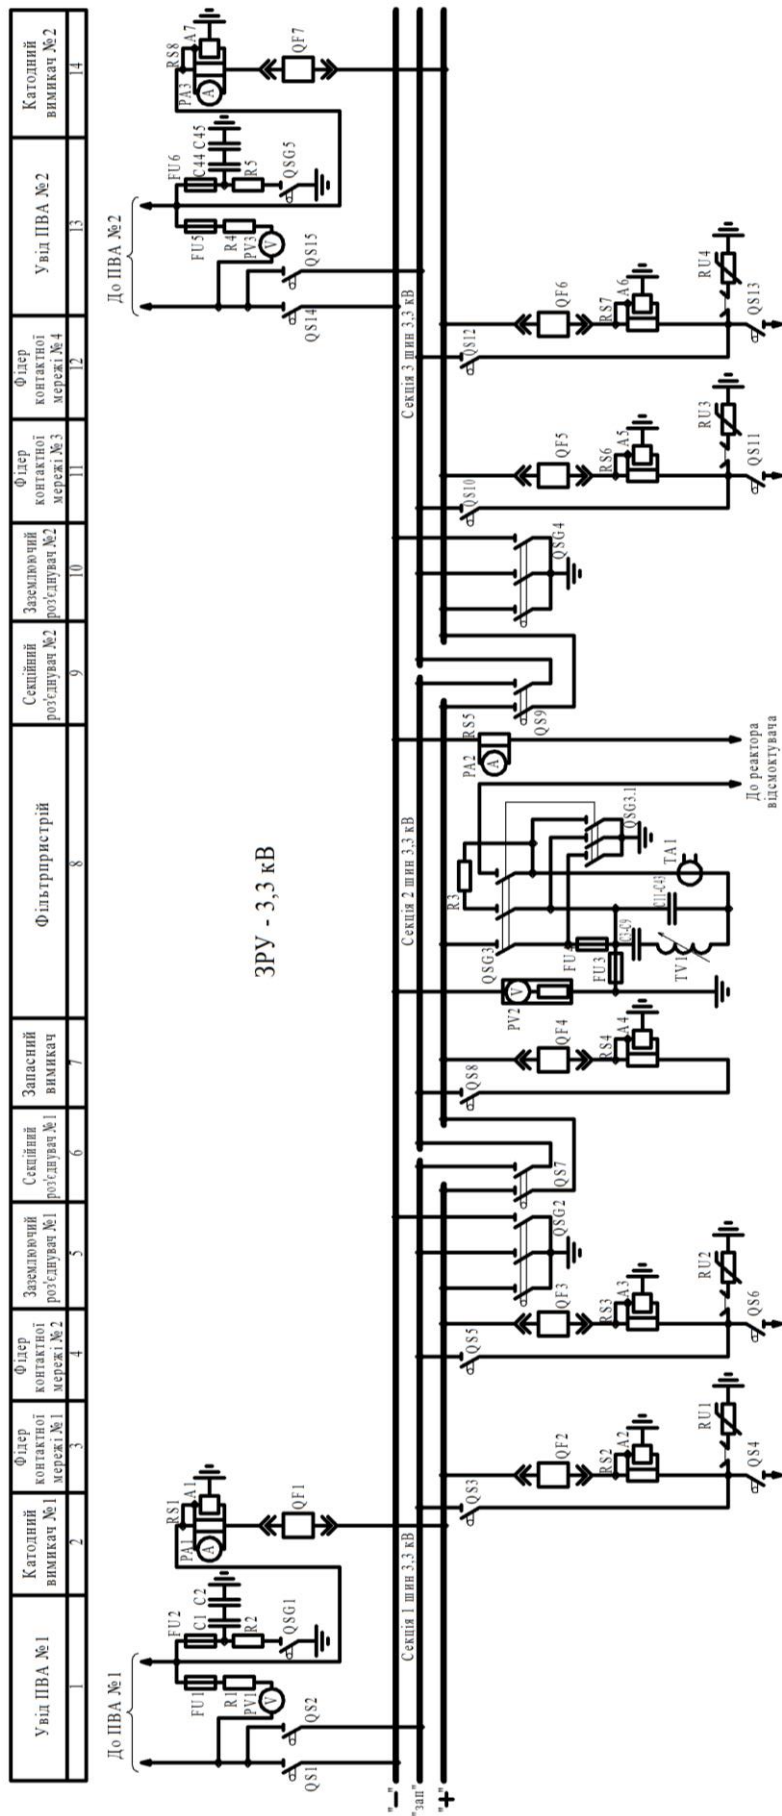 Увід ПВА №1
Катодний
вимикач №1
Фідер
контактної
мережі №1
Фідер
контактної
мережі №2
Заземлюючий
роз'єднувач №1
Секційний
роз'єднувач №1
Запасний
вимикач
Фільтрпристрій
Секційний
роз'єднувач №2
Заземлюючий
роз'єднувач №2
Фідер
контактної
мережі №3
Фідер
контактної
мережі №4
Увід ПВА №2
Катодний
вимикач №2
1
2
3
4
5
6
7
8
9
10
11
12
13
14
До ПВА №1
FU1
R1
PV1
V
QS1
QS2
FU2
C1 C2
R2
QSG1
RS1
PA1
A
A1
QF1
ЗРУ - 3,3 кВ
До ПВА №2
FU5
R4
PV3
V
QS14
QS15
FU6
C44 C45
R5
QSG5
RS8
PA3
A
A7
QF7
"-"
"зап"
"+"
Секція 1 шин 3,3 кВ
Секція 2 шин 3,3 кВ
Секція 3 шин 3,3 кВ
QS3
QF2
RS2
A2
RU1
QS4
QS5
QF3
RS3
A3
RU2
QS6
QSG2
QS7
QS8
QF4
RS4
A4
PV2
V
QSG3
FU4
FU3
C3-C9
TV1
R3
C11-C43
QSG3.1
TA1
PA2
A
RS5
До реактора
відсмоктувача
QS9
QSG4
QS10
QF5
RS6
A5
RU3
QS11
QS12
QF6
RS7
A6
RU4
QS13